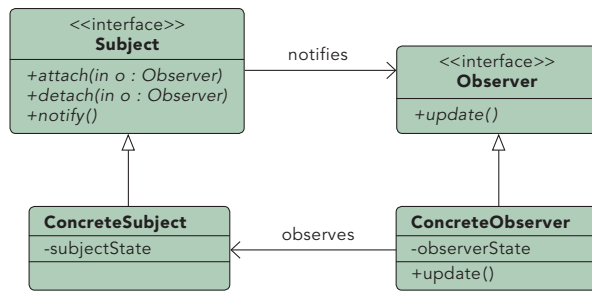 <<interface>>
Subject
+attach(in o : Observer)
+detach(in o : Observer)
+notify()
notifies
<<interface>>
Observer
+update()
ConcreteSubject
-subjectState
observes
ConcreteObserver
-observerState
+update()